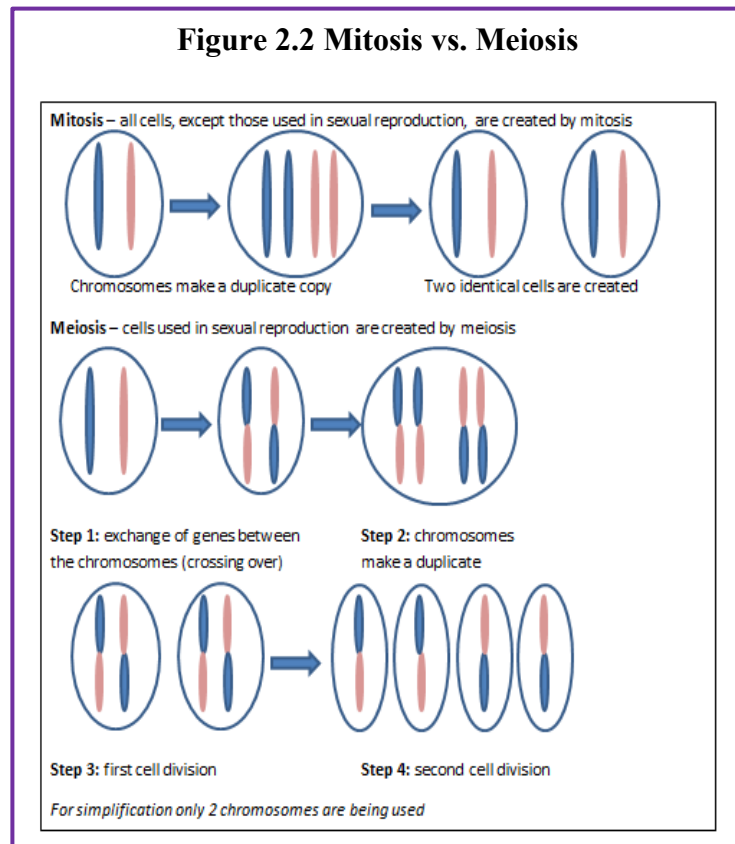 Figure 2.2 Mitosis vs. Meiosis
Mitosis – all cells, except those used in sexual reproduction, are created by mitosis
Chromosomes make a duplicate copy
Two identical cells are created
Meiosis – cells used in sexual reproduction are created by meiosis
Step 1: exchange of genes between
the chromosomes (crossing over)
Step 2: chromosomes
make a duplicate
Step 3: first cell division
Step 4: second cell division
For simplification only 2 chromosomes are being used